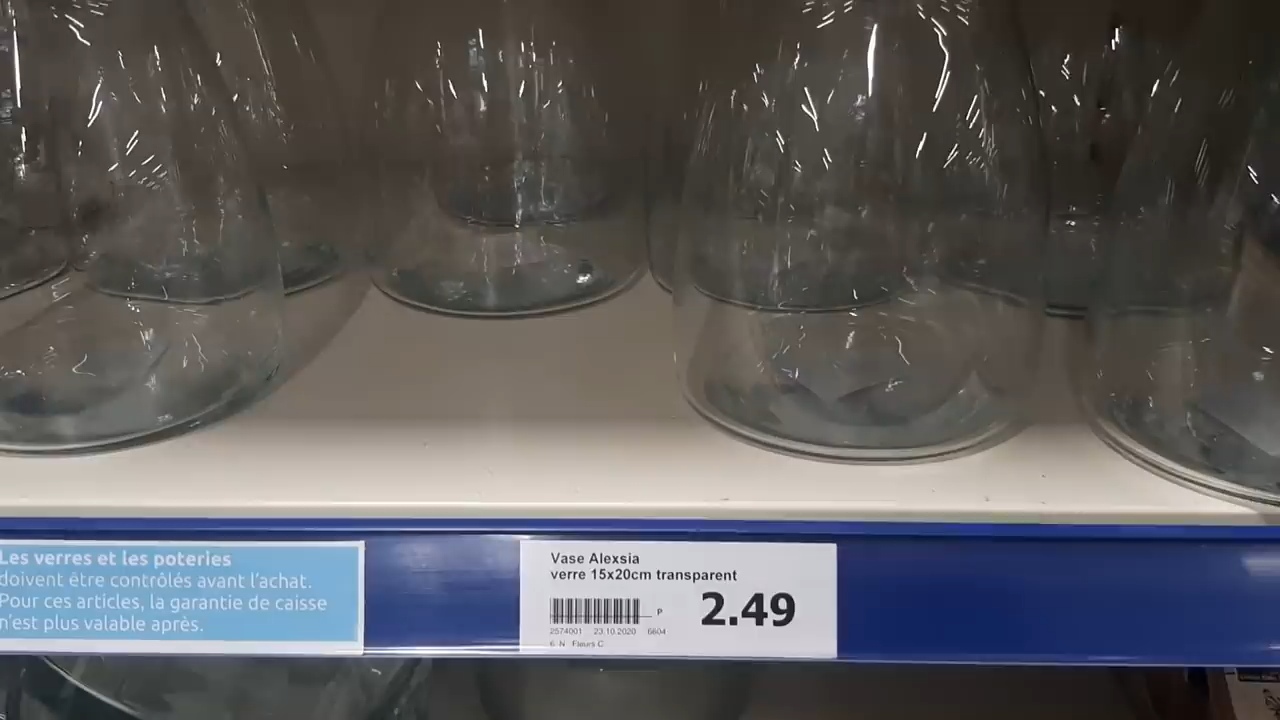 Les verres et les poteries
doivent être contrôlés avant l'achat.
Pour ces articles, la garantie de caisse
n'est plus valable après.
Vase Alexsia
verre 15x20cm transparent
P
2.49
2574001 23.10.2020 6604
6 N Fleurs C